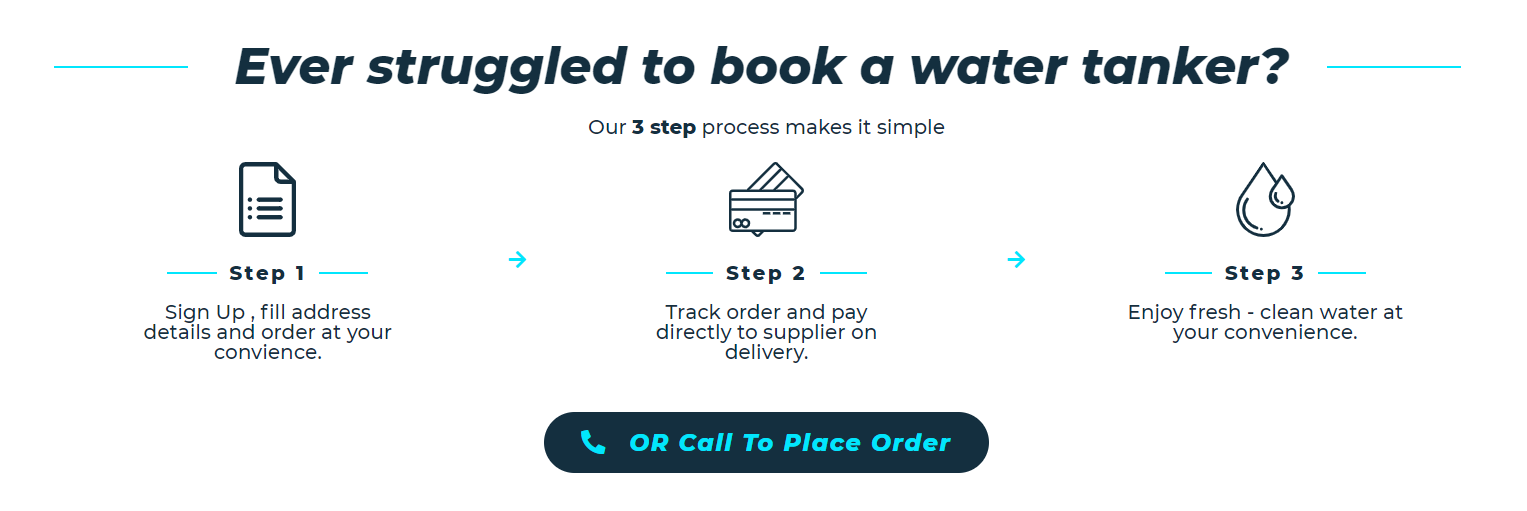 Ever struggled to book a water tanker?
Our 3 step process makes it simple
Step 1
Sign Up , fill address
details and order at your
convience.
Step 2
Track order and pay
directly to supplier on
delivery.
Step 3
Enjoy fresh - clean water at
your convenience.
OR Call To Place Order